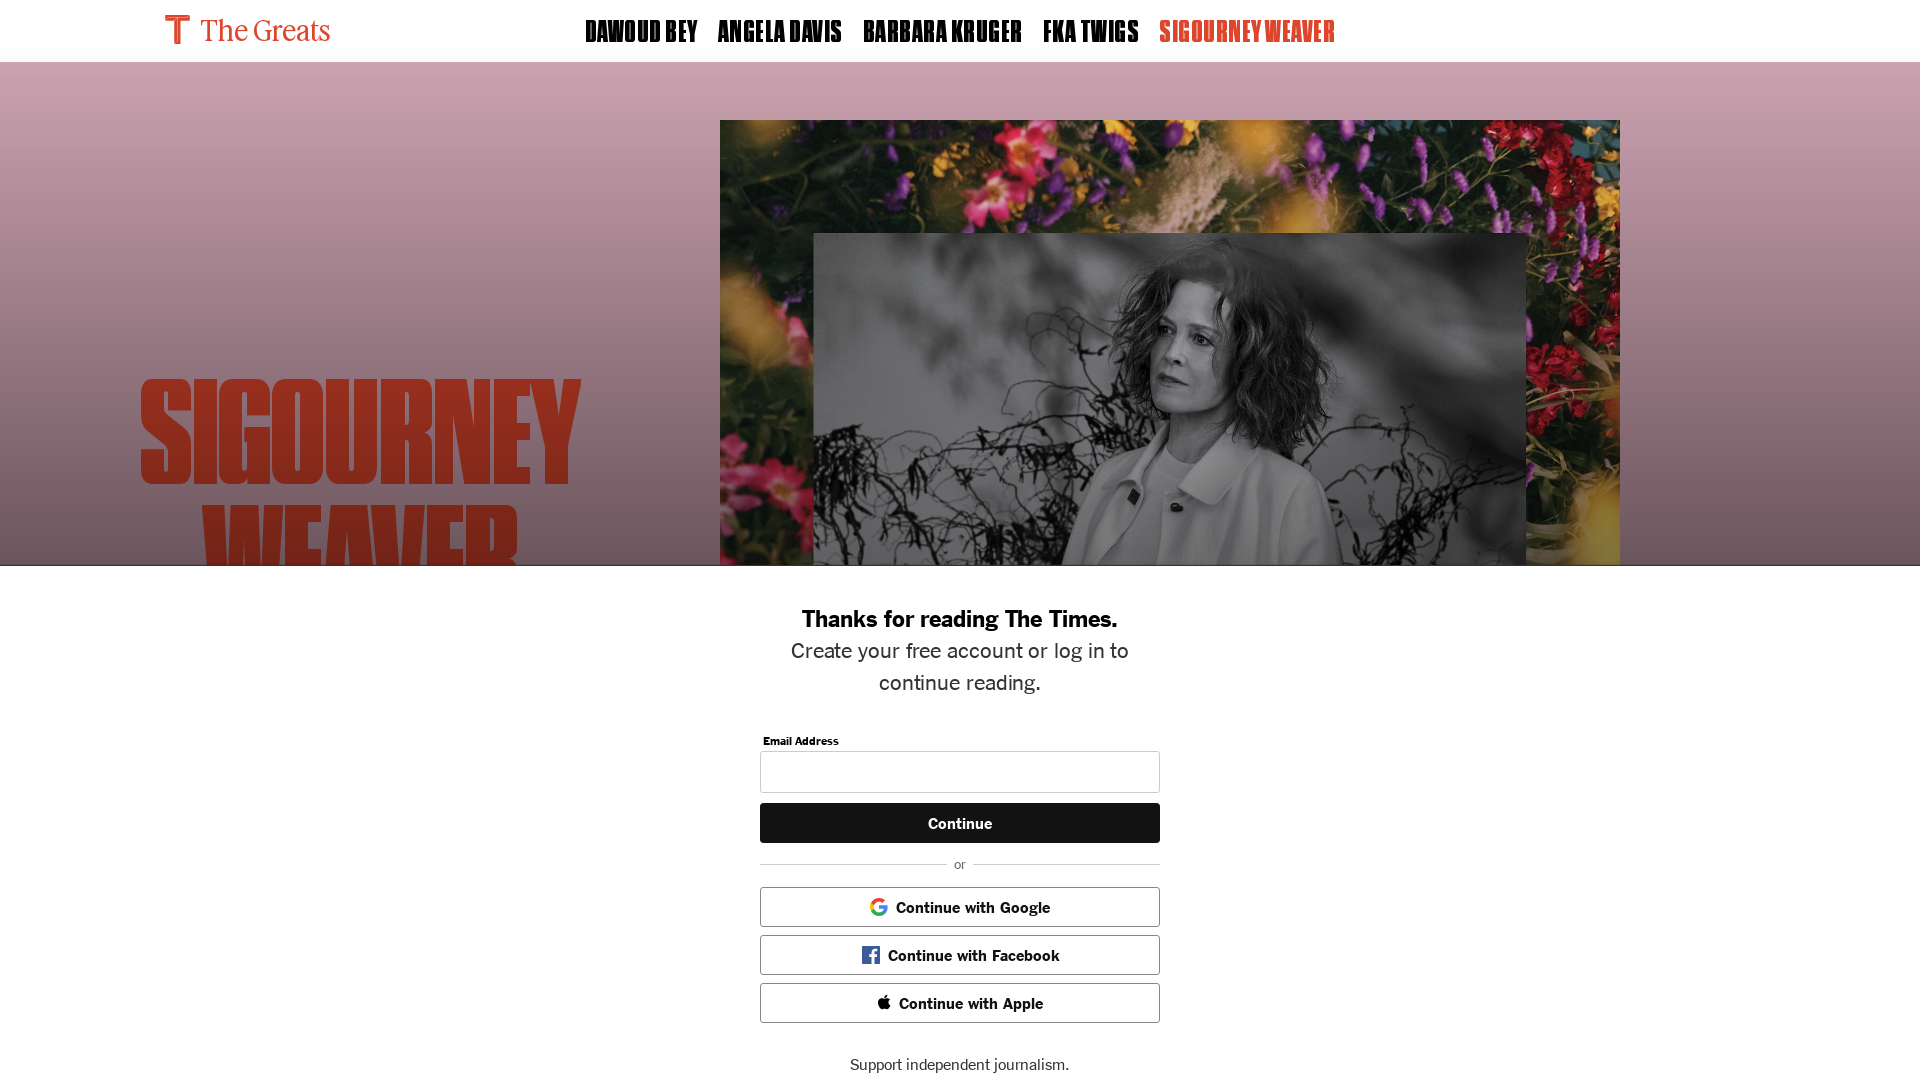 The Greats
DAWOUD BEY ANGELA DAVIS BARBARA KRUGER FKA TWIGS SIGOURNEY WEAVER
SIGOURNEY
WEAVER
Thanks for reading The Times.
Create your free account or log in to
continue reading.
Email Address
Continue
or
Continue with Google
Continue with Facebook
Continue with Apple
Support independent journalism.